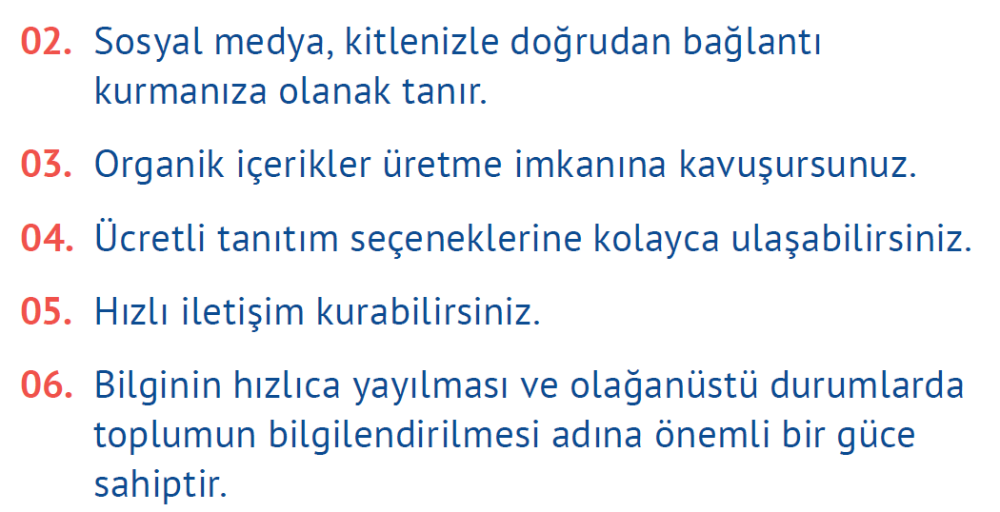 02. Sosyal medya, kitlenizle doğrudan bağlantı
kurmanıza olanak tanır.
03. Organik içerikler üretme imkanına kavuşursunuz.
04. Ücretli tanıtım seçeneklerine kolayca ulaşabilirsiniz.
05. Hızlı iletişim kurabilirsiniz.
06. Bilginin hızlıca yayılması ve olağanüstü durumlarda
toplumun bilgilendirilmesi adına önemli bir güce
sahiptir.